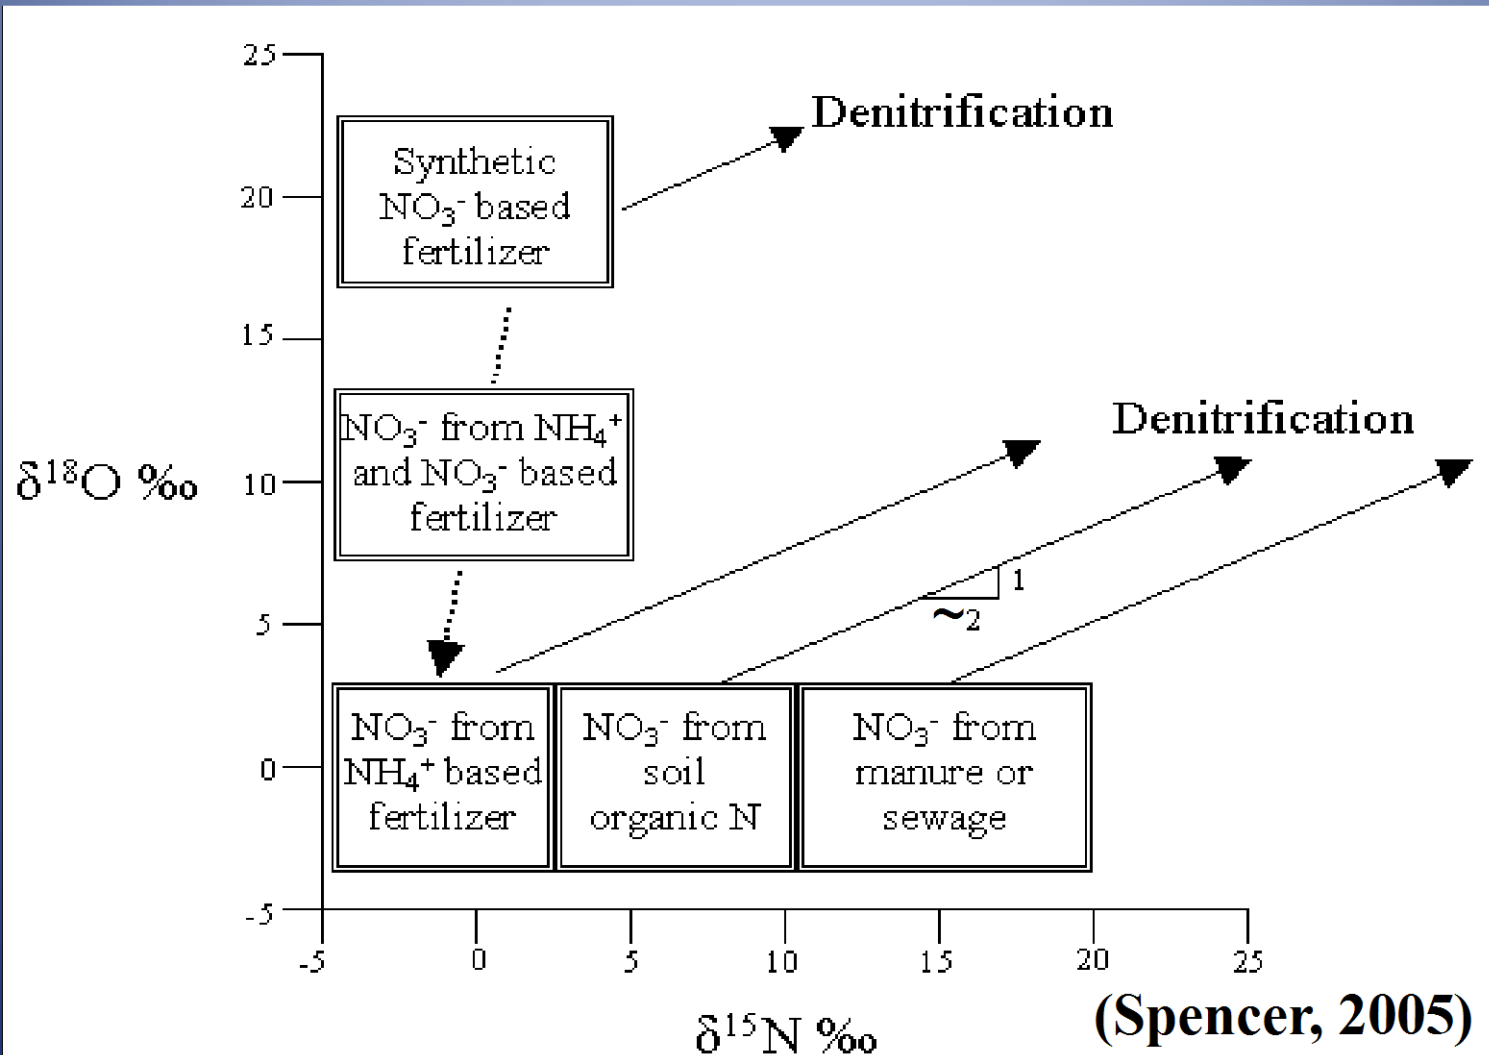 25
Denitrification
Synthetic
NO₃⁻ based
fertilizer
20
15
NO₃⁻ from NH₄⁺
and NO₃⁻ based
fertilizer
Denitrification
δ¹⁸O ‰
10
1
~2
5
NO₃⁻ from
NH₄⁺ based
fertilizer
NO₃⁻ from
soil
organic N
NO₃⁻ from
manure or
sewage
0
-5
-5 0 5 10 15 20 25
δ¹⁵N ‰
(Spencer, 2005)